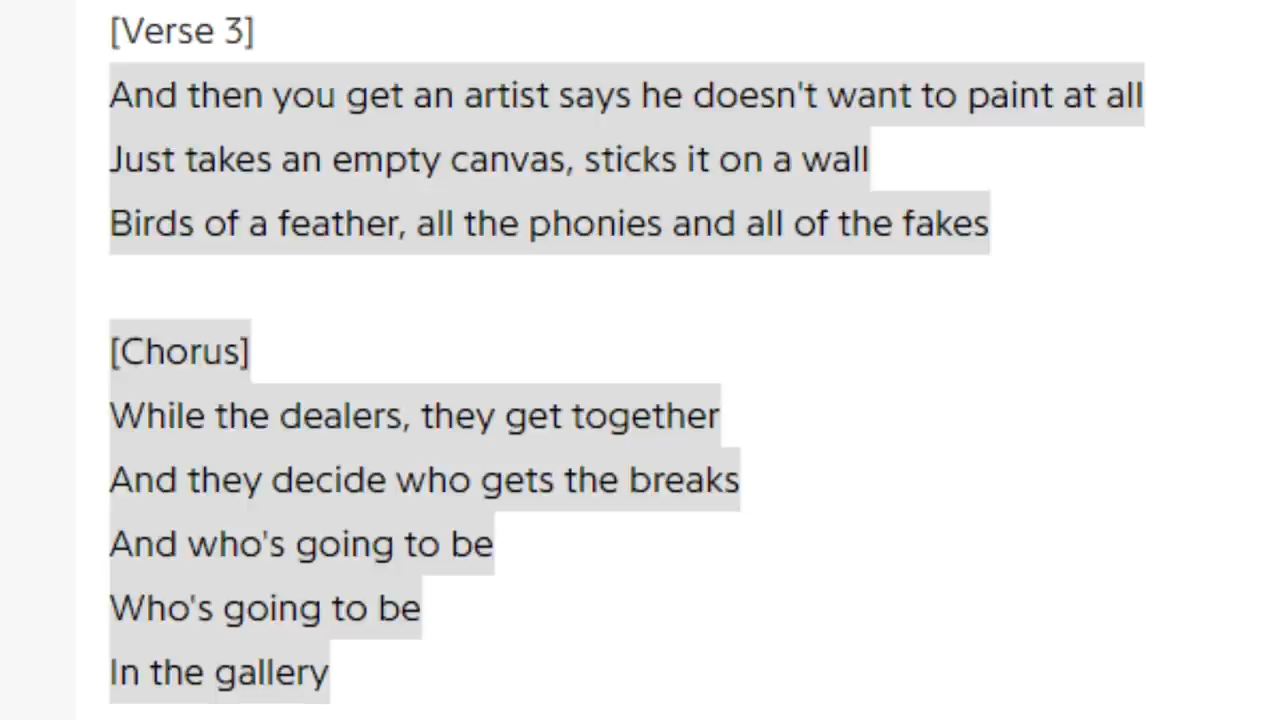 [Verse 3]
And then you get an artist says he doesn't want to paint at all
Just takes an empty canvas, sticks it on a wall
Birds of a feather, all the phonies and all of the fakes
[Chorus]
While the dealers, they get together
And they decide who gets the breaks
And who's going to be
Who's going to be
In the gallery